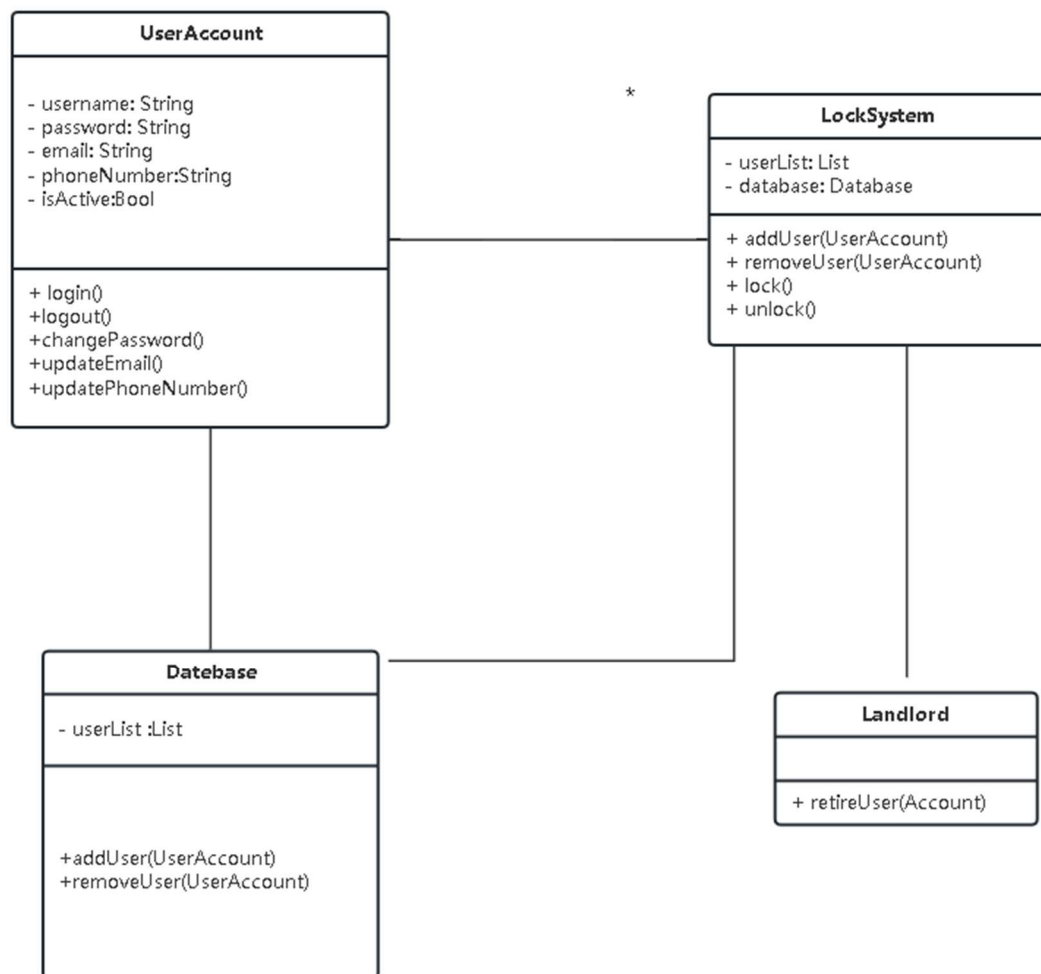 UserAccount
- username: String
- password: String
- email: String
- phoneNumber:String
- isActive:Bool
+ login()
+logout()
+changePassword()
+updateEmail()
+updatePhoneNumber()
*
LockSystem
- userList: List
- database: Database
+ addUser(UserAccount)
+ removeUser(UserAccount)
+ lock()
+ unlock()
Datebase
- userList :List
+addUser(UserAccount)
+removeUser(UserAccount)
Landlord
+ retireUser(Account)